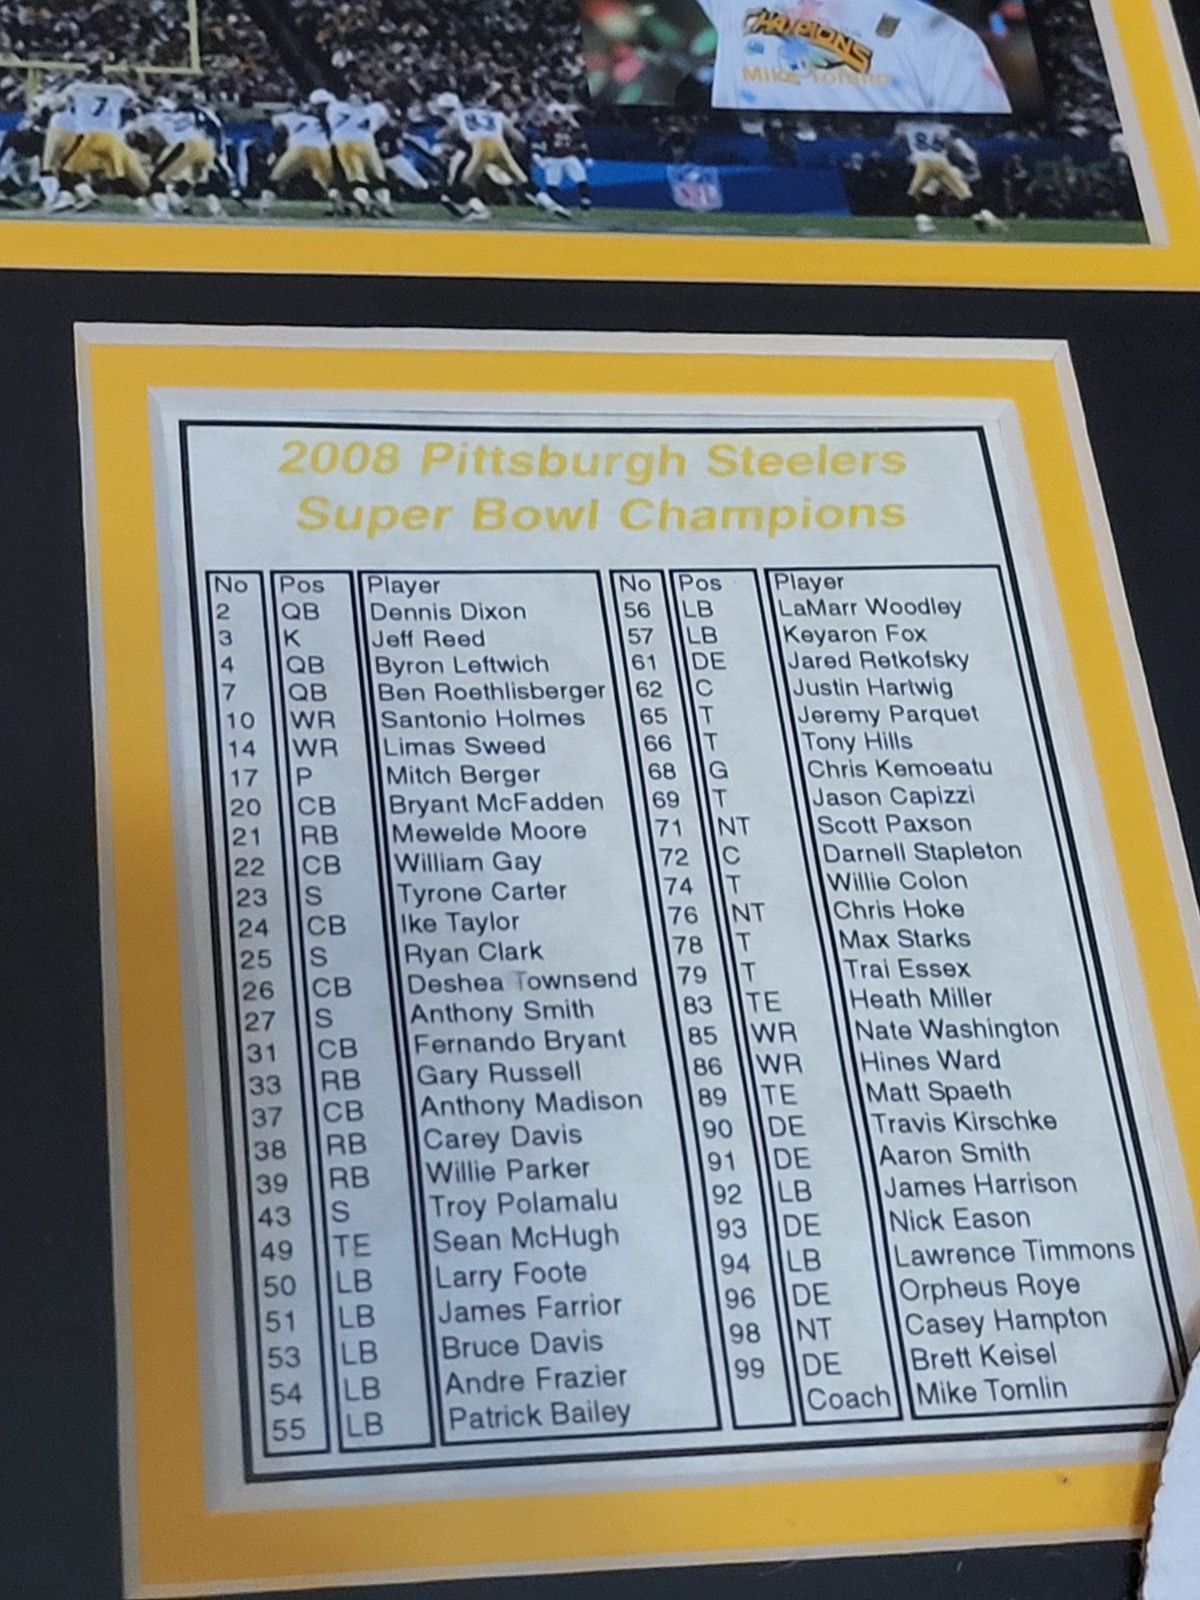 CHAMPIONS
Mike Tomlin
7
74
83
86
NFL
2008 Pittsburgh Steelers
Super Bowl Champions
No Pos Player No Pos Player
2 QB Dennis Dixon 56 LB LaMarr Woodley
3 K Jeff Reed 57 LB Keyaron Fox
4 QB Byron Leftwich 61 DE Jared Retkofsky
7 QB Ben Roethlisberger 62 C Justin Hartwig
10 WR Santonio Holmes 65 T Jeremy Parquet
14 WR Limas Sweed 66 T Tony Hills
17 P Mitch Berger 68 G Chris Kemoeatu
20 CB Bryant McFadden 69 T Jason Capizzi
21 RB Mewelde Moore 71 NT Scott Paxson
22 CB William Gay 72 C Darnell Stapleton
23 S Tyrone Carter 74 T Willie Colon
24 CB Ike Taylor 76 NT Chris Hoke
25 S Ryan Clark 78 T Max Starks
26 CB Deshea Townsend 79 T Trai Essex
27 S Anthony Smith 83 TE Heath Miller
31 CB Fernando Bryant 85 WR Nate Washington
33 RB Gary Russell 86 WR Hines Ward
37 CB Anthony Madison 89 TE Matt Spaeth
38 RB Carey Davis 90 DE Travis Kirschke
39 RB Willie Parker 91 DE Aaron Smith
43 S Troy Polamalu 92 LB James Harrison
49 TE Sean McHugh 93 DE Nick Eason
50 LB Larry Foote 94 LB Lawrence Timmons
51 LB James Farrior 96 DE Orpheus Roye
53 LB Bruce Davis 98 NT Casey Hampton
54 LB Andre Frazier 99 DE Brett Keisel
55 LB Patrick Bailey Coach Mike Tomlin